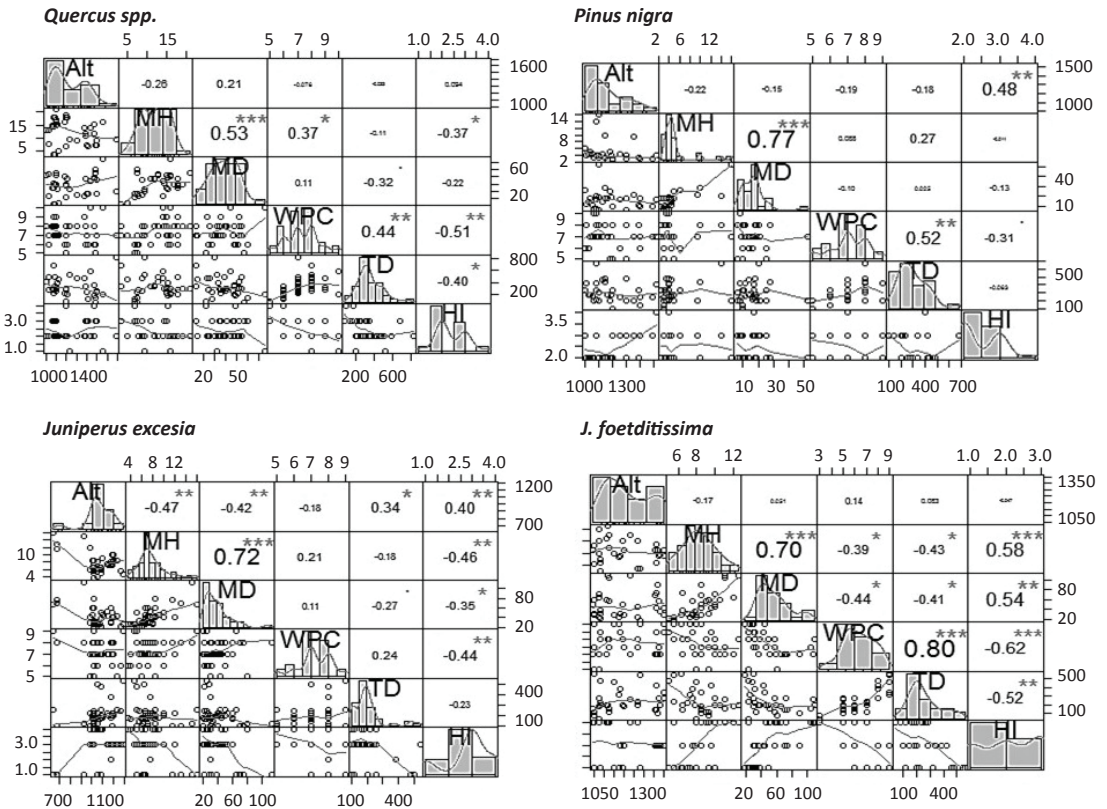 Quercus spp.
5 15 5 7 9 1.0 2.5 4.0
Alt -0.26 0.21 1600
1000
15 MH 0.53 *** 0.37 * -0.11 -0.37 *
5
MD 0.11 -0.32 . -0.22 60
20
9 WPC 0.44 ** -0.51 **
7
5
TD -0.40 * 800
200
3.0 HI
1.0
1000 1400 20 50 200 600
Pinus nigra
2 6 12 5 6 7 8 9 2.0 3.0 4.0
Alt -0.22 -0.19 -0.18 0.48 ** 1500
1000
14 MH 0.77 *** 0.27
8
2
MD -0.10 -0.13 40
10
9 WPC 0.52 ** -0.31 .
7
5
TD 500
100
3.5
2.0
1000 1300 10 30 50 100 400 700
Juniperus excesia
4 8 12 5 6 7 8 9 1.0 2.5 4.0
Alt -0.47 ** -0.42 ** -0.18 0.34 * 0.40 ** 1200
700
10 MH 0.72 *** 0.21 -0.18 -0.46 **
4
MD 0.11 -0.27 . -0.35 * 80
20
9 WPC 0.24 -0.44 **
7
5
TD -0.23 400
100
3.0 HI
1.0
700 1100 20 60 100 100 400
J. foetditissima
6 8 12 3 5 7 9 1.0 2.0 3.0
Alt -0.17 0.14 1350
1050
MH 0.70 *** -0.39 * -0.43 * 0.58 ***
MD -0.44 * -0.41 * 0.54 ** 80
20
WPC 0.80 *** -0.62 ***
TD -0.52 ** 500
100
HI
1050 1300 20 60 100 100 400